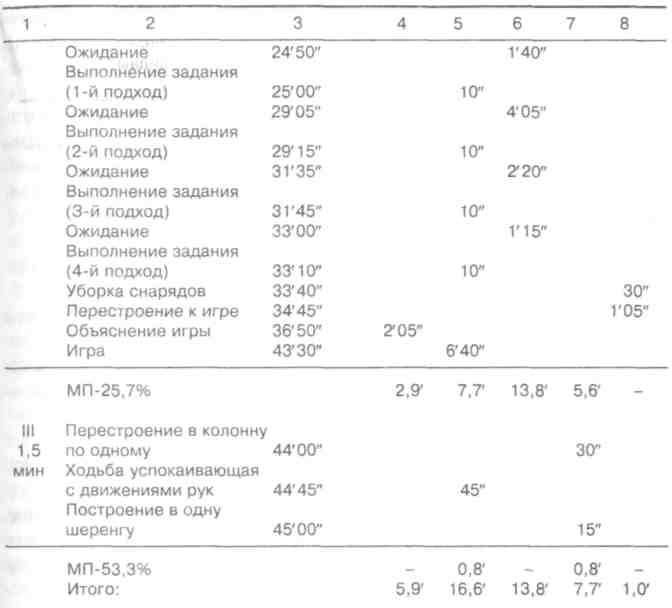 1 2 3 4 5 6 7 8
Ожидание 24′50″ 1′40″
Выполнение задания
(1-й подход) 25′00″ 10″
Ожидание 29′05″ 4′05″
Выполнение задания
(2-й подход) 29′15″ 10″
Ожидание 31′35″ 2′20″
Выполнение задания
(3-й подход) 31′45″ 10″
Ожидание 33′00″ 1′15″
Выполнение задания
(4-й подход) 33′10″ 10″
Уборка снарядов 33′40″ 30″
Перестроение к игре 34′45″ 1′05″
Объяснение игры 36′50″ 2′05″
Игра 43′30″ 6′40″
МП-25,7% 2,9′ 7,7′ 13,8′ 5,6′ –
III Перестроение в колонну
1,5 по одному 44′00″ 30″
мин Ходьба успокаивающая
с движениями рук 44′45″ 45″
Построение в одну
шеренгу 45′00″ 15″
МП-53,3% – 0,8′ – 0,8′ –
Итого: 5,9′ 16,6′ 13,8′ 7,7′ 1,0′